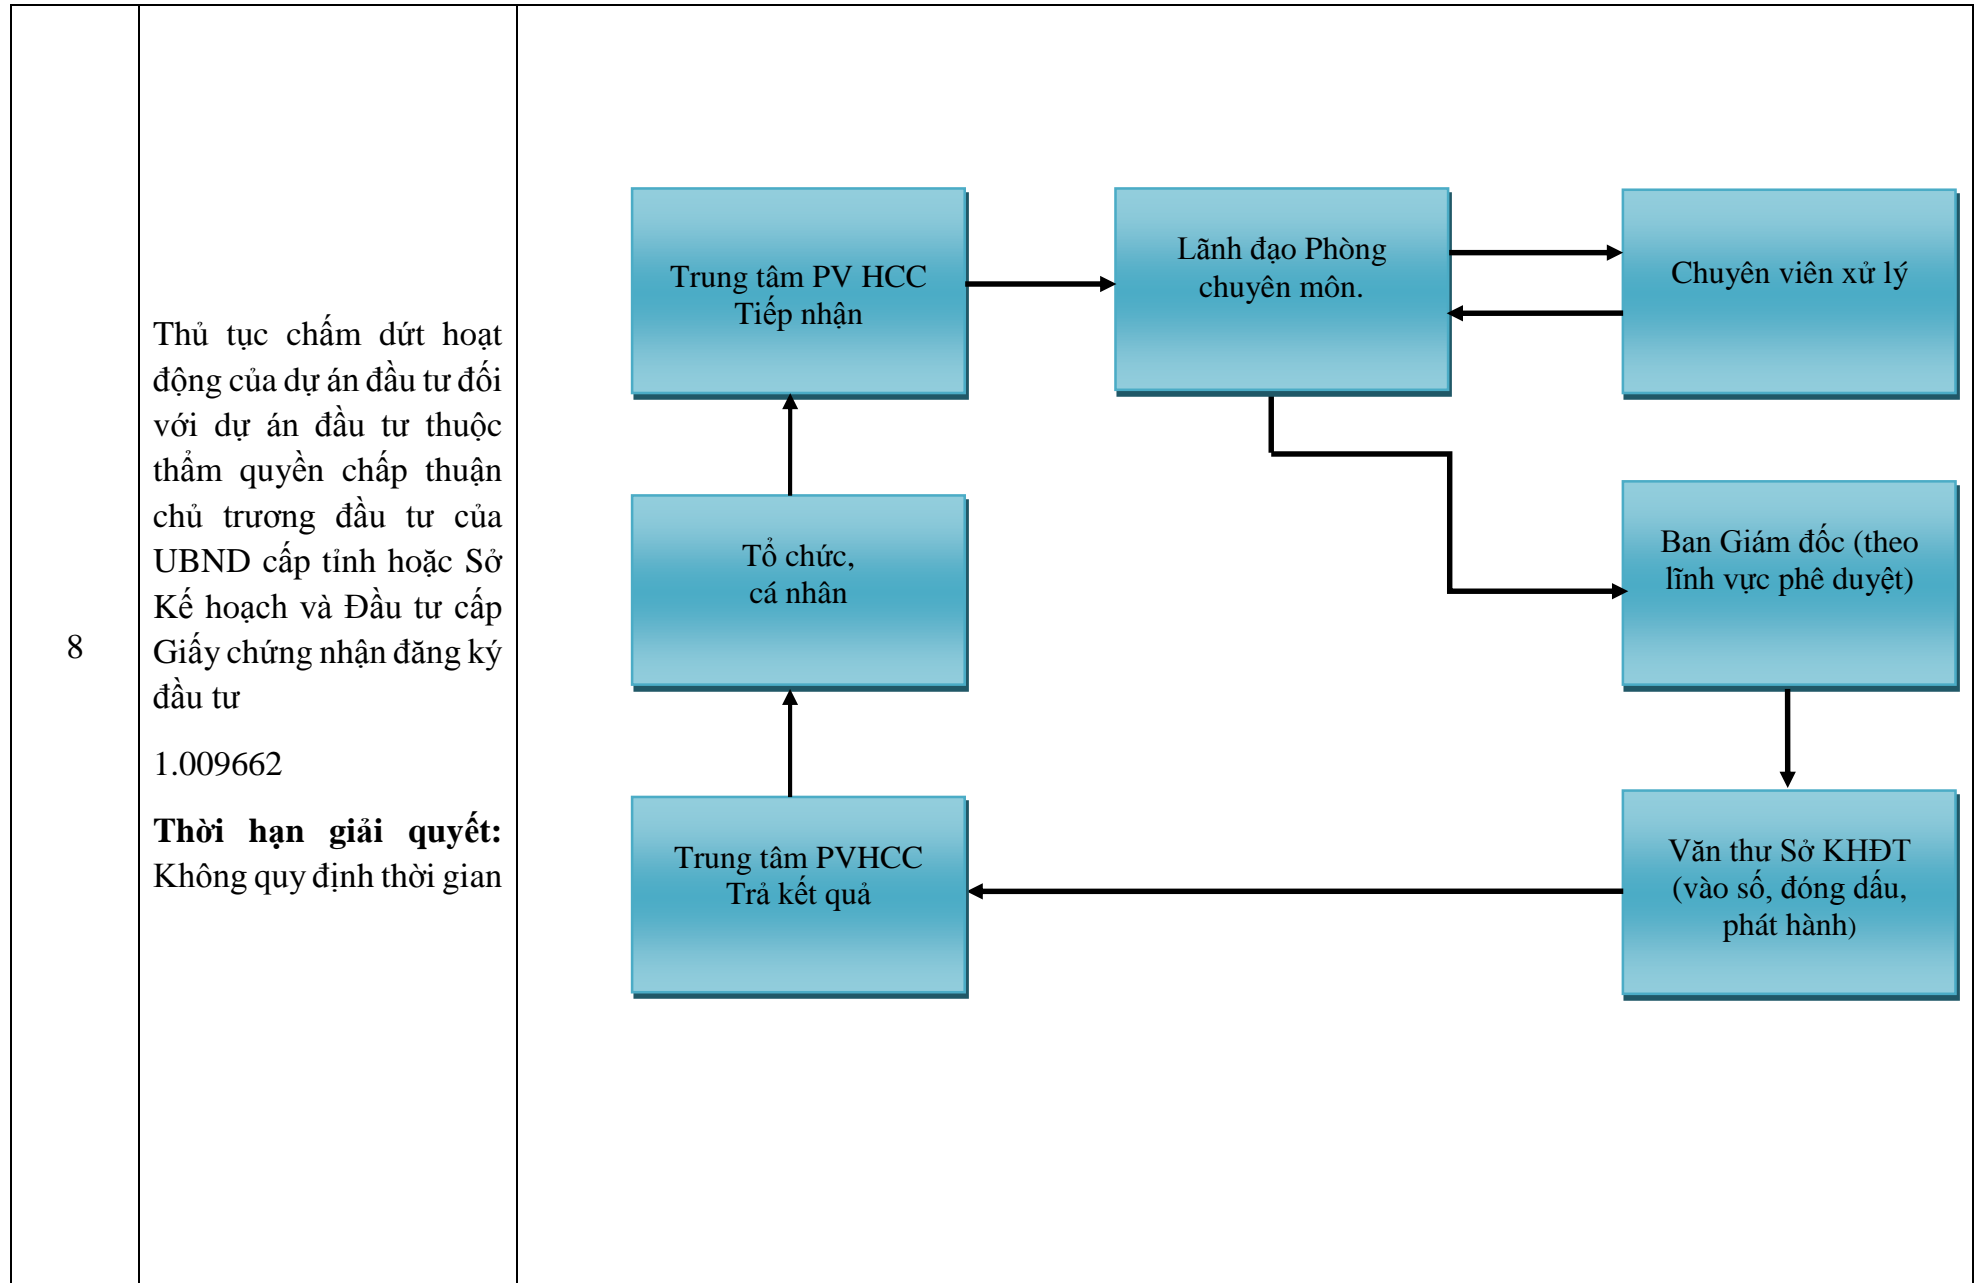 8
Thủ tục chấm dứt hoạt
động của dự án đầu tư đối
với dự án đầu tư thuộc
thẩm quyền chấp thuận
chủ trương đầu tư của
UBND cấp tỉnh hoặc Sở
Kế hoạch và Đầu tư cấp
Giấy chứng nhận đăng ký
đầu tư
1.009662
Thời hạn giải quyết:
Không quy định thời gian
Trung tâm PV HCC
Tiếp nhận
Lãnh đạo Phòng
chuyên môn.
Chuyên viên xử lý
Tổ chức,
cá nhân
Ban Giám đốc (theo
lĩnh vực phê duyệt)
Trung tâm PVHCC
Trả kết quả
Văn thư Sở KHĐT
(vào số, đóng dấu,
phát hành)